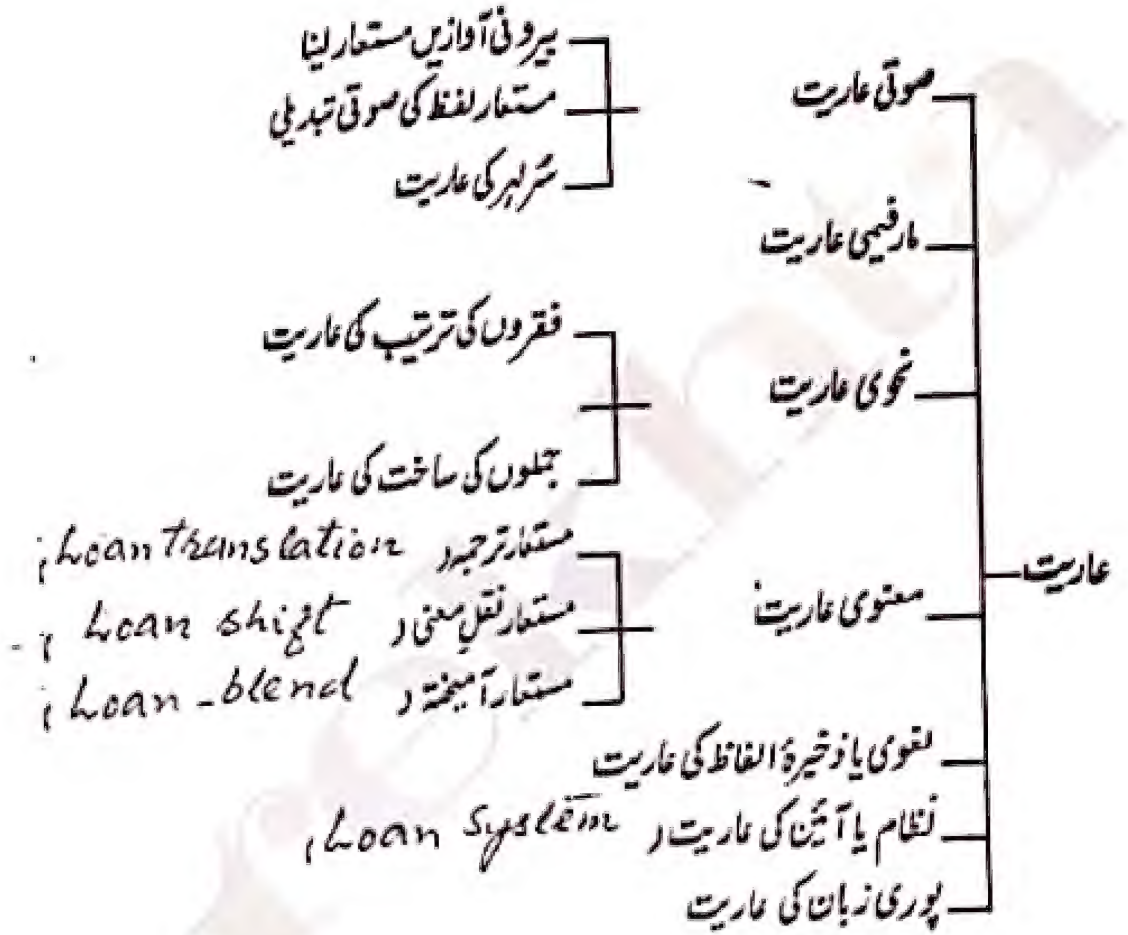 بیرونی آوازیں مستعار لینا
صوتی عاریت
مستعار لفظ کی صوتی تبدیلی
سُر لہر کی عاریت
مارفیمی عاریت
فقروں کی ترتیب کی عاریت
نحوی عاریت
جملوں کی ساخت کی عاریت
مستعار ترجمہ (Loan translation)
عاریت
معنوی عاریت
مستعار نقلِ معنی (Loan shift)
مستعار آمیختہ (Loan-blend)
لغوی یا ذخیرۂ الفاظ کی عاریت
نظام یا آئین کی عاریت (Loan system)
پوری زبان کی عاریت